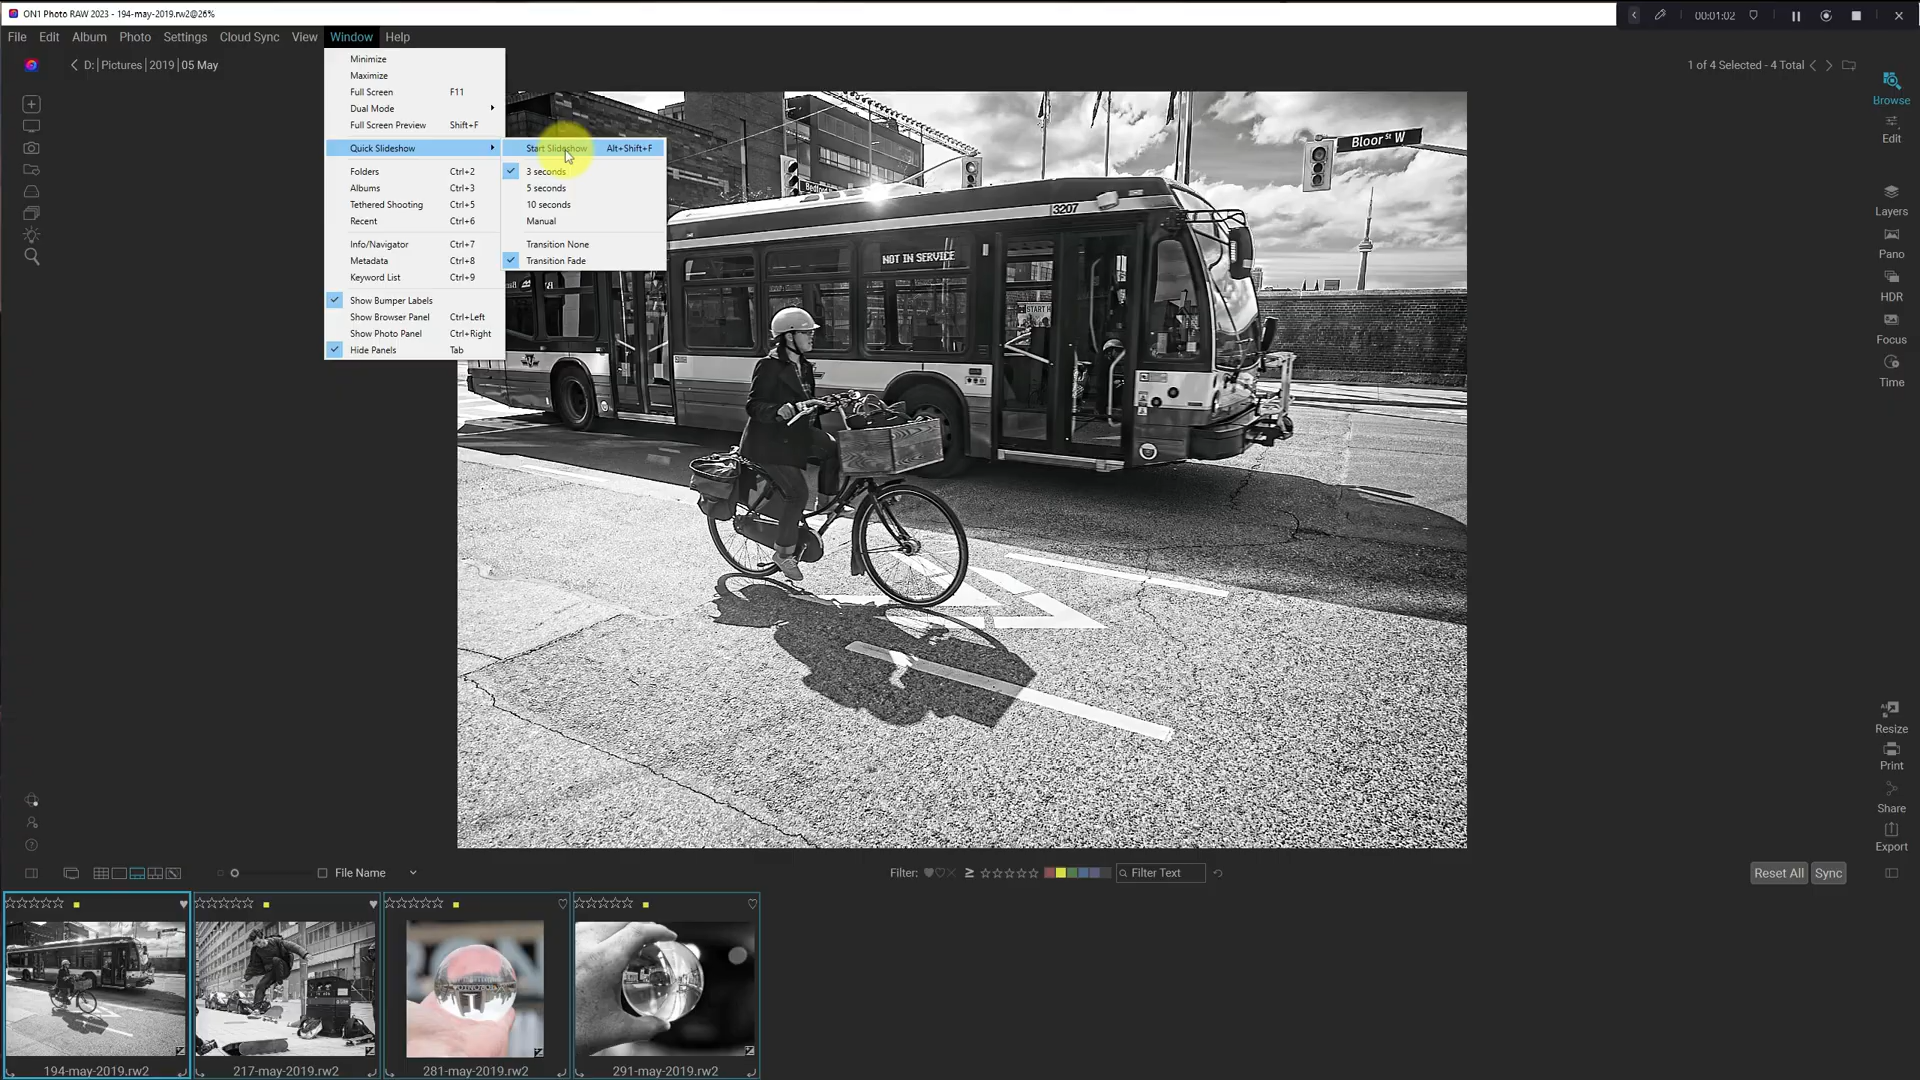 ON1 Photo RAW 2023 - 194-may-2019.rw2@26%
00:01:02
File Edit Album Photo Settings Cloud Sync View Window Help
D: Pictures 2019 05 May
1 of 4 Selected - 4 Total
Minimize
Maximize
Full Screen F11
Dual Mode
Full Screen Preview Shift+F
Quick Slideshow
Folders Ctrl+2
Albums Ctrl+3
Tethered Shooting Ctrl+5
Recent Ctrl+6
Info/Navigator Ctrl+7
Metadata Ctrl+8
Keyword List Ctrl+9
Show Bumper Labels
Show Browser Panel Ctrl+Left
Show Photo Panel Ctrl+Right
Hide Panels Tab
Start Slideshow Alt+Shift+F
3 seconds
5 seconds
10 seconds
Manual
Transition None
Transition Fade
Bloor St W
Bedford
3207
NOT IN SERVICE
START H
Browse
Edit
Layers
Pano
HDR
Focus
Time
Resize
Print
Share
Export
File Name
Filter:
Filter Text
Reset All
Sync
194-may-2019.rw2
217-may-2019.rw2
281-may-2019.rw2
291-may-2019.rw2